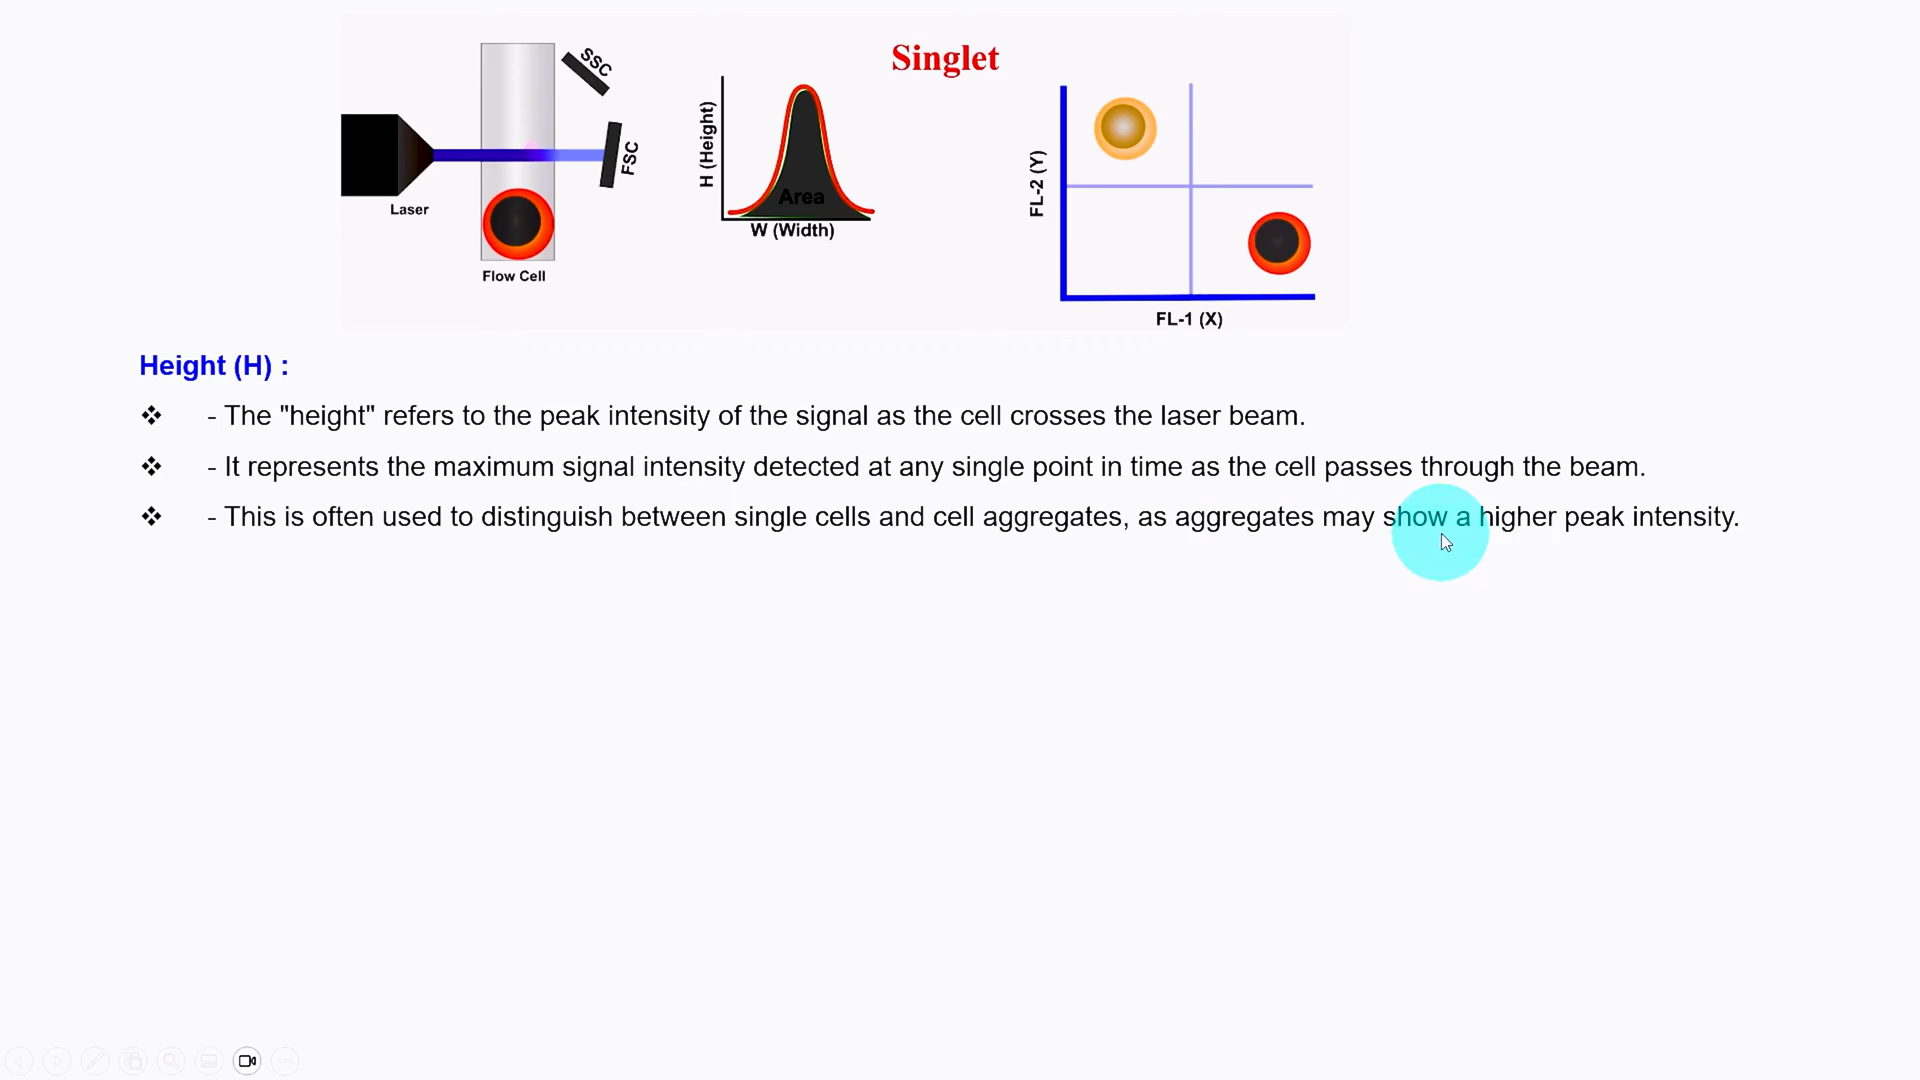 Singlet
SSC
FSC
Laser
Flow Cell
H (Height)
Area
W (Width)
FL-2 (Y)
FL-1 (X)
Height (H) :
❖ - The "height" refers to the peak intensity of the signal as the cell crosses the laser beam.
❖ - It represents the maximum signal intensity detected at any single point in time as the cell passes through the beam.
❖ - This is often used to distinguish between single cells and cell aggregates, as aggregates may show a higher peak intensity.